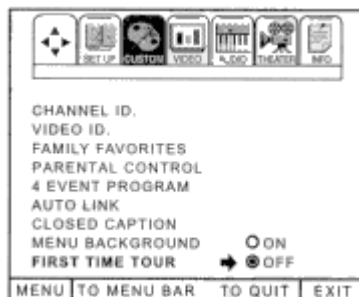 SET UP CUSTOM VIDEO AUDIO THEATER INFO
CHANNEL ID.
VIDEO ID.
FAMILY FAVORITES
PARENTAL CONTROL
4 EVENT PROGRAM
AUTO LINK
CLOSED CAPTION
MENU BACKGROUND ON
FIRST TIME TOUR OFF
MENU TO MENU BAR TO QUIT EXIT